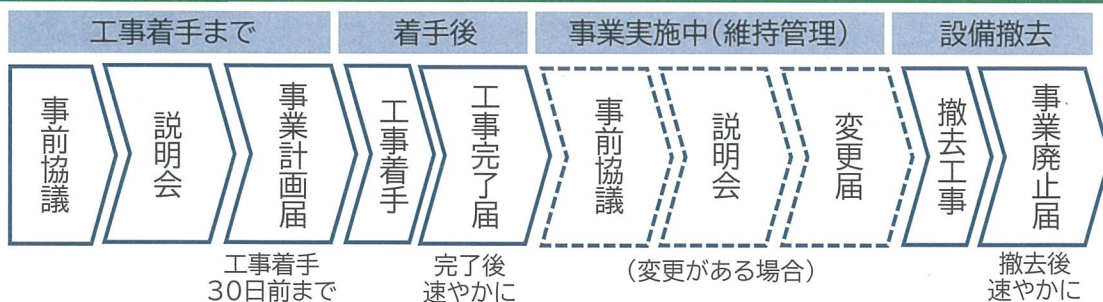 工事着手まで
着手後
事業実施中(維持管理)
設備撤去
事前協議
説明会
事業計画届
工事着手
工事完了届
事前協議
説明会
変更届
撤去工事
事業廃止届
工事着手
30日前まで
完了後
速やかに
(変更がある場合)
撤去後
速やかに